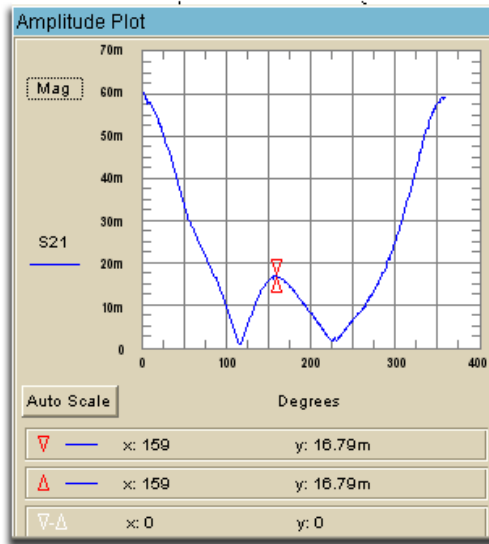 Amplitude Plot
70m
Mag
60m
50m
40m
30m
S21
20m
10m
0
0 100 200 300 400
Auto Scale
Degrees
x: 159 y: 16.79m
x: 159 y: 16.79m
∇-Δ x: 0 y: 0